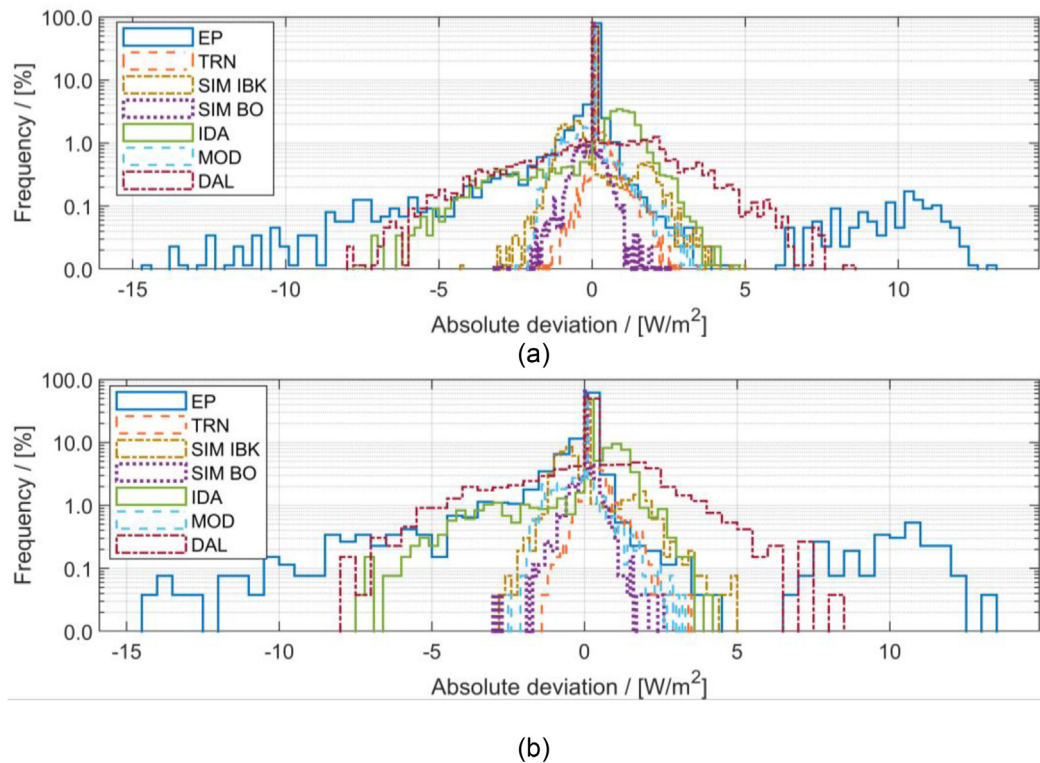 100.0
10.0
1.0
0.1
0.0
Frequency / [%]
EP
TRN
SIM IBK
SIM BO
IDA
MOD
DAL
-15 -10 -5 0 5 10
Absolute deviation / [W/m²]
(a)
100.0
10.0
1.0
0.1
0.0
Frequency / [%]
EP
TRN
SIM IBK
SIM BO
IDA
MOD
DAL
-15 -10 -5 0 5 10
Absolute deviation / [W/m²]
(b)